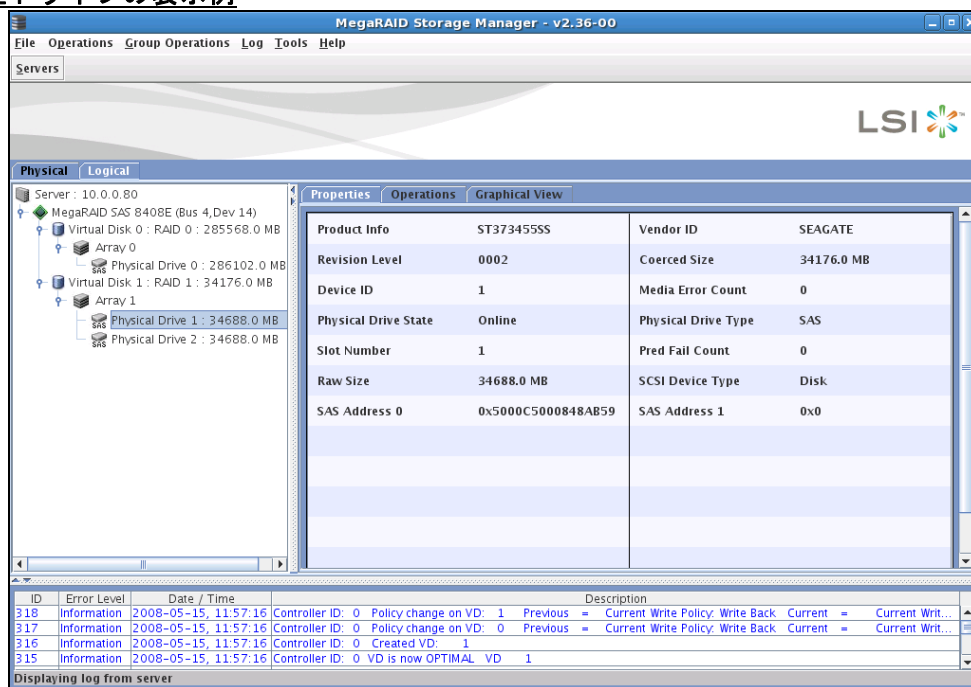 MegaRAID Storage Manager - v2.36-00
File Operations Group Operations Log Tools Help
Servers
LSI
Physical Logical
Server : 10.0.0.80
MegaRAID SAS 8408E (Bus 4,Dev 14)
Virtual Disk 0 : RAID 0 : 285568.0 MB
Array 0
SAS Physical Drive 0 : 286102.0 MB
Virtual Disk 1 : RAID 1 : 34176.0 MB
Array 1
SAS Physical Drive 1 : 34688.0 MB
SAS Physical Drive 2 : 34688.0 MB
Properties Operations Graphical View
Product Info ST373455SS Vendor ID SEAGATE
Revision Level 0002 Coerced Size 34176.0 MB
Device ID 1 Media Error Count 0
Physical Drive State Online Physical Drive Type SAS
Slot Number 1 Pred Fail Count 0
Raw Size 34688.0 MB SCSI Device Type Disk
SAS Address 0 0x5000C5000848AB59 SAS Address 1 0x0
ID Error Level Date / Time Description
318 Information 2008-05-15, 11:57:16 Controller ID: 0 Policy change on VD: 1 Previous = Current Write Policy: Write Back Current = Current Writ...
317 Information 2008-05-15, 11:57:16 Controller ID: 0 Policy change on VD: 0 Previous = Current Write Policy: Write Back Current = Current Writ...
316 Information 2008-05-15, 11:57:16 Controller ID: 0 Created VD: 1
315 Information 2008-05-15, 11:57:16 Controller ID: 0 VD is now OPTIMAL VD 1
Displaying log from server